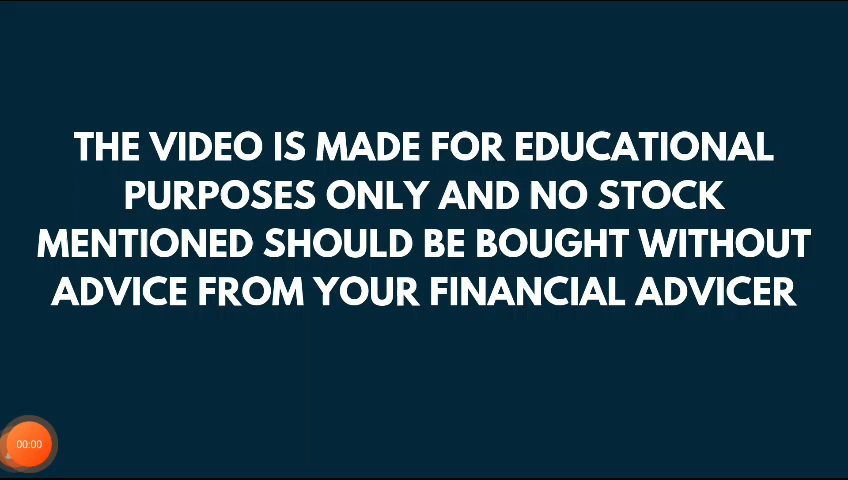 THE VIDEO IS MADE FOR EDUCATIONAL
PURPOSES ONLY AND NO STOCK
MENTIONED SHOULD BE BOUGHT WITHOUT
ADVICE FROM YOUR FINANCIAL ADVICER
00:00